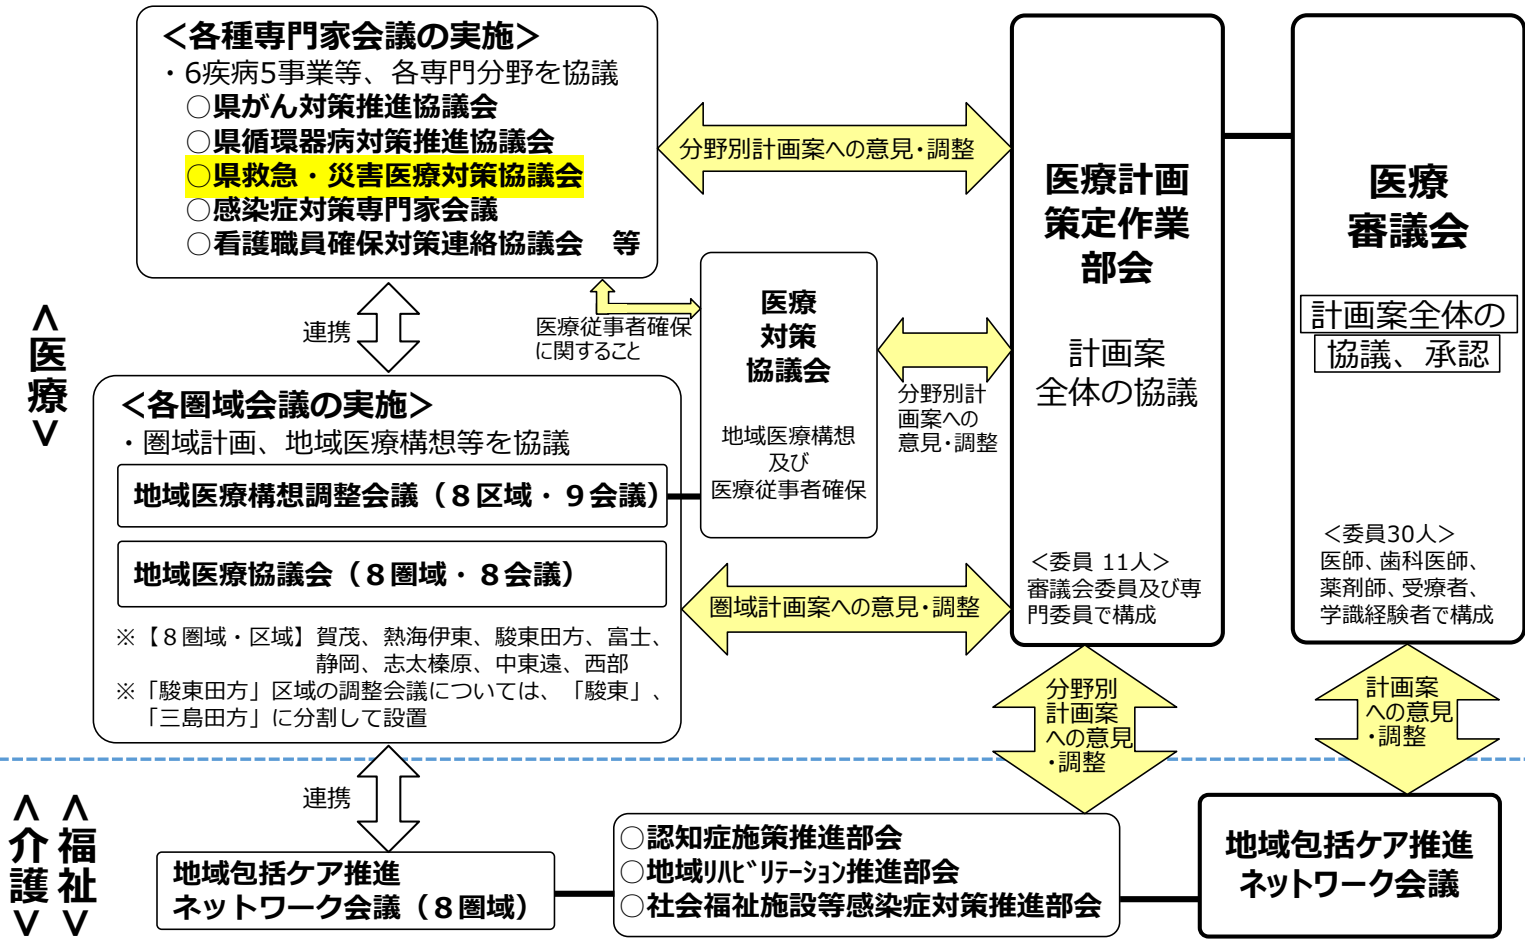 ＜各種専門家会議の実施＞
・6疾病5事業等、各専門分野を協議
○県がん対策推進協議会
○県循環器病対策推進協議会
○県救急・災害医療対策協議会
○感染症対策専門家会議
○看護職員確保対策連絡協議会　等
分野別計画案への意見・調整
医療計画
策定作業
部会
計画案
全体の協議
＜委員 11人＞
審議会委員及び専
門委員で構成
医療
審議会
計画案全体の
協議、承認
＜委員30人＞
医師、歯科医師、
薬剤師、受療者、
学識経験者で構成
＜医療＞
連携
医療従事者確保
に関すること
医療
対策
協議会
地域医療構想
及び
医療従事者確保
分野別計
画案への
意見・調整
＜各圏域会議の実施＞
・圏域計画、地域医療構想等を協議
地域医療構想調整会議（８区域・９会議）
地域医療協議会（８圏域・８会議）
※【８圏域・区域】賀茂、熱海伊東、駿東田方、富士、
静岡、志太榛原、中東遠、西部
※「駿東田方」区域の調整会議については、「駿東」、
「三島田方」に分割して設置
圏域計画案への意見・調整
分野別
計画案
への意見
・調整
計画案
への意見
・調整
連携
＜福祉＞
＜介護＞
地域包括ケア推進
ネットワーク会議（８圏域）
○認知症施策推進部会
○地域ﾘﾊﾋﾞﾘﾃｰｼｮﾝ推進部会
○社会福祉施設等感染症対策推進部会
地域包括ケア推進
ネットワーク会議